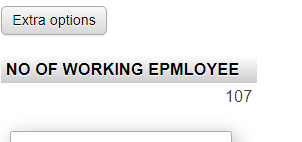 Extra options
NO OF WORKING EPMLOYEE
107